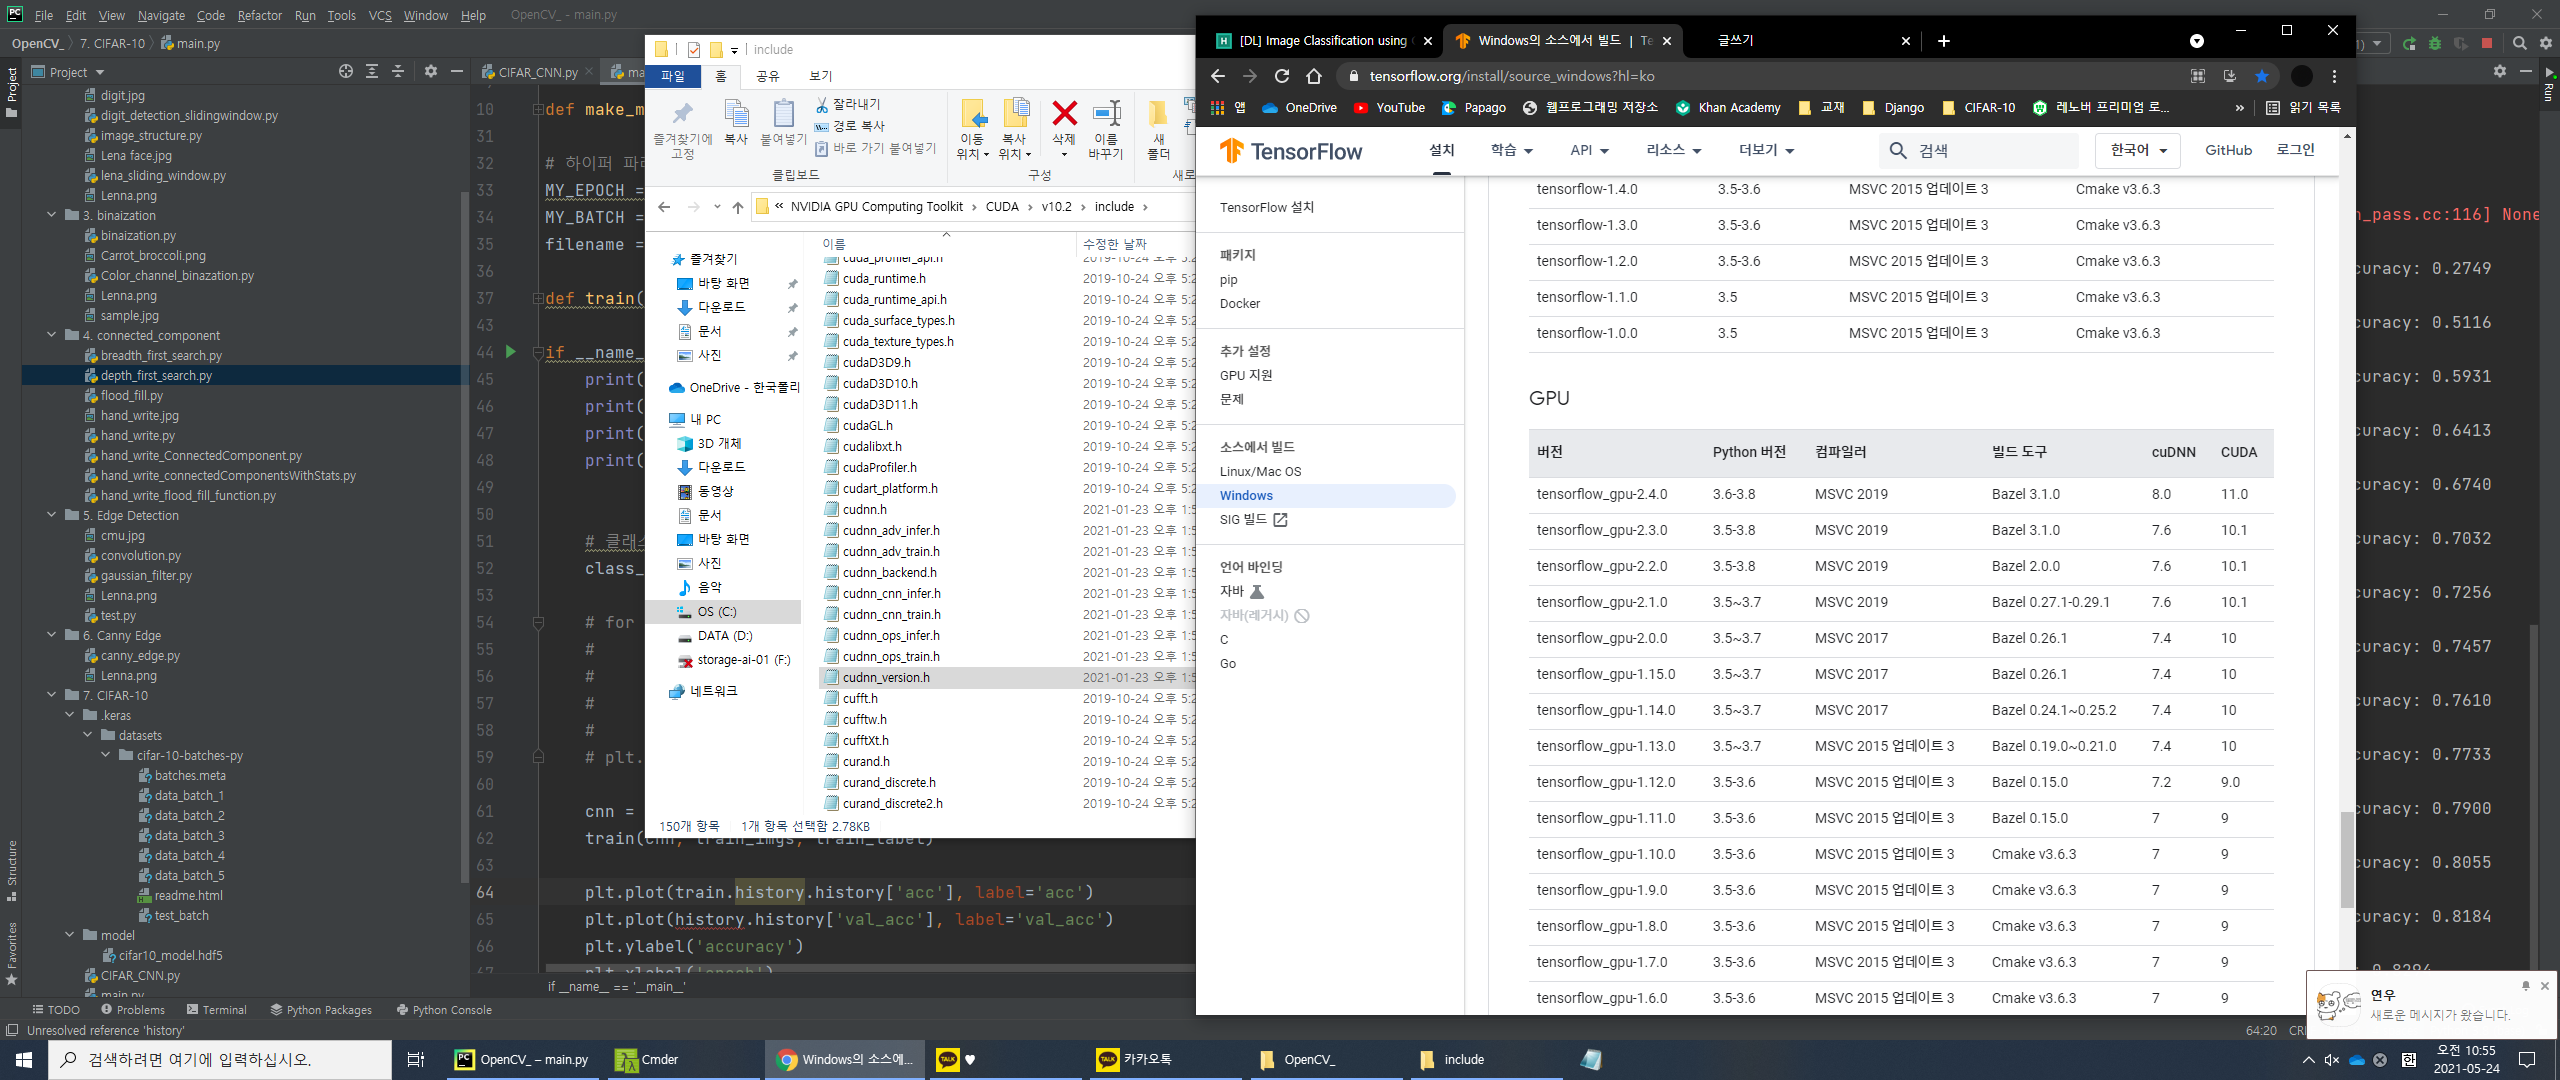 File Edit View Navigate Code Refactor Run Tools VCS Window Help OpenCV_ - main.py
OpenCV_ 7. CIFAR-10 main.py
Project
digit.jpg
digit_detection_slidingwindow.py
image_structure.py
Lena face.jpg
lena_sliding_window.py
Lenna.png
3. binaization
binaization.py
Carrot_broccoli.png
Color_channel_binazation.py
Lenna.png
sample.jpg
4. connected_component
breadth_first_search.py
depth_first_search.py
flood_fill.py
hand_write.jpg
hand_write.py
hand_write_ConnectedComponent.py
hand_write_connectedComponentsWithStats.py
hand_write_flood_fill_function.py
5. Edge Detection
cmu.jpg
convolution.py
gaussian_filter.py
Lenna.png
test.py
6. Canny Edge
canny_edge.py
Lenna.png
7. CIFAR-10
.keras
datasets
cifar-10-batches-py
batches.meta
data_batch_1
data_batch_2
data_batch_3
data_batch_4
data_batch_5
readme.html
test_batch
model
cifar10_model.hdf5
CIFAR_CNN.py
main.py
Project
Structure
Favorites
CIFAR_CNN.py
10 def make_m
31
32 # 하이퍼 파
33 MY_EPOCH =
34 MY_BATCH =
35 filename =
36
37 def train(
43
44 if __name_
45 print(
46 print(
47 print(
48 print(
49
50
51 # 클래스
52 class_
53
54 # for
55 #
56 #
57 #
58 #
59 # plt.
60
61 cnn =
62 train(cnn, train_imgs, train_label)
63
64 plt.plot(train.history.history['acc'], label='acc')
65 plt.plot(history.history['val_acc'], label='val_acc')
66 plt.ylabel('accuracy')
67 plt.xlabel('epoch')
if __name__ == '__main__'
TODO Problems Terminal Python Packages Python Console
Unresolved reference 'history'
64:20
include
파일 홈 공유 보기
즐겨찾기에 고정
복사
붙여넣기
잘라내기
경로 복사
바로 가기 붙여넣기
클립보드
이동 위치
복사 위치
삭제
이름 바꾸기
구성
새 폴더
새로
NVIDIA GPU Computing Toolkit CUDA v10.2 include
즐겨찾기
바탕 화면
다운로드
문서
사진
OneDrive - 한국폴리
내 PC
3D 개체
다운로드
동영상
문서
바탕 화면
사진
음악
OS (C:)
DATA (D:)
storage-ai-01 (F:)
네트워크
이름 수정한 날짜
cuda_profiler_api.h 2019-10-24 오후 5:2
cuda_runtime.h 2019-10-24 오후 5:2
cuda_runtime_api.h 2019-10-24 오후 5:2
cuda_surface_types.h 2019-10-24 오후 5:2
cuda_texture_types.h 2019-10-24 오후 5:2
cudaD3D9.h 2019-10-24 오후 5:2
cudaD3D10.h 2019-10-24 오후 5:2
cudaD3D11.h 2019-10-24 오후 5:2
cudaGL.h 2019-10-24 오후 5:2
cudalibxt.h 2019-10-24 오후 5:2
cudaProfiler.h 2019-10-24 오후 5:2
cudart_platform.h 2019-10-24 오후 5:2
cudnn.h 2021-01-23 오후 1:5
cudnn_adv_infer.h 2021-01-23 오후 1:5
cudnn_adv_train.h 2021-01-23 오후 1:5
cudnn_backend.h 2021-01-23 오후 1:5
cudnn_cnn_infer.h 2021-01-23 오후 1:5
cudnn_cnn_train.h 2021-01-23 오후 1:5
cudnn_ops_infer.h 2021-01-23 오후 1:5
cudnn_ops_train.h 2021-01-23 오후 1:5
cudnn_version.h 2021-01-23 오후 1:5
cufft.h 2019-10-24 오후 5:2
cufftw.h 2019-10-24 오후 5:2
cufftXt.h 2019-10-24 오후 5:2
curand.h 2019-10-24 오후 5:2
curand_discrete.h 2019-10-24 오후 5:2
curand_discrete2.h 2019-10-24 오후 5:2
150개 항목 1개 항목 선택함 2.78KB
[DL] Image Classification using Windows의 소스에서 빌드 | Te 글쓰기
tensorflow.org/install/source_windows?hl=ko
앱 OneDrive YouTube Papago 웹프로그래밍 저장소 Khan Academy 교재 Django CIFAR-10 레노버 프리미엄 로... » 읽기 목록
TensorFlow 설치 학습 API 리소스 더보기 검색 한국어 GitHub 로그인
TensorFlow 설치
패키지
pip
Docker
추가 설정
GPU 지원
문제
소스에서 빌드
Linux/Mac OS
Windows
SIG 빌드
언어 바인딩
자바
자바(레거시)
C
Go
tensorflow-1.4.0 3.5-3.6 MSVC 2015 업데이트 3 Cmake v3.6.3
tensorflow-1.3.0 3.5-3.6 MSVC 2015 업데이트 3 Cmake v3.6.3
tensorflow-1.2.0 3.5-3.6 MSVC 2015 업데이트 3 Cmake v3.6.3
tensorflow-1.1.0 3.5 MSVC 2015 업데이트 3 Cmake v3.6.3
tensorflow-1.0.0 3.5 MSVC 2015 업데이트 3 Cmake v3.6.3
GPU
버전 Python 버전 컴파일러 빌드 도구 cuDNN CUDA
tensorflow_gpu-2.4.0 3.6-3.8 MSVC 2019 Bazel 3.1.0 8.0 11.0
tensorflow_gpu-2.3.0 3.5-3.8 MSVC 2019 Bazel 3.1.0 7.6 10.1
tensorflow_gpu-2.2.0 3.5-3.8 MSVC 2019 Bazel 2.0.0 7.6 10.1
tensorflow_gpu-2.1.0 3.5~3.7 MSVC 2019 Bazel 0.27.1-0.29.1 7.6 10.1
tensorflow_gpu-2.0.0 3.5~3.7 MSVC 2017 Bazel 0.26.1 7.4 10
tensorflow_gpu-1.15.0 3.5~3.7 MSVC 2017 Bazel 0.26.1 7.4 10
tensorflow_gpu-1.14.0 3.5~3.7 MSVC 2017 Bazel 0.24.1~0.25.2 7.4 10
tensorflow_gpu-1.13.0 3.5~3.7 MSVC 2015 업데이트 3 Bazel 0.19.0~0.21.0 7.4 10
tensorflow_gpu-1.12.0 3.5-3.6 MSVC 2015 업데이트 3 Bazel 0.15.0 7.2 9.0
tensorflow_gpu-1.11.0 3.5-3.6 MSVC 2015 업데이트 3 Bazel 0.15.0 7 9
tensorflow_gpu-1.10.0 3.5-3.6 MSVC 2015 업데이트 3 Cmake v3.6.3 7 9
tensorflow_gpu-1.9.0 3.5-3.6 MSVC 2015 업데이트 3 Cmake v3.6.3 7 9
tensorflow_gpu-1.8.0 3.5-3.6 MSVC 2015 업데이트 3 Cmake v3.6.3 7 9
tensorflow_gpu-1.7.0 3.5-3.6 MSVC 2015 업데이트 3 Cmake v3.6.3 7 9
tensorflow_gpu-1.6.0 3.5-3.6 MSVC 2015 업데이트 3 Cmake v3.6.3 7 9
Run
n_pass.cc:116] None
curacy: 0.2749
curacy: 0.5116
curacy: 0.5931
curacy: 0.6413
curacy: 0.6740
curacy: 0.7032
curacy: 0.7256
curacy: 0.7457
curacy: 0.7610
curacy: 0.7733
curacy: 0.7900
curacy: 0.8055
curacy: 0.8184
연우
새로운 메시지가 왔습니다.
검색하려면 여기에 입력하십시오.
OpenCV_ – main.py
Cmder
Windows의 소스에...
TALK ♥
TALK 카카오톡
OpenCV_
include
한
오전 10:55
2021-05-24